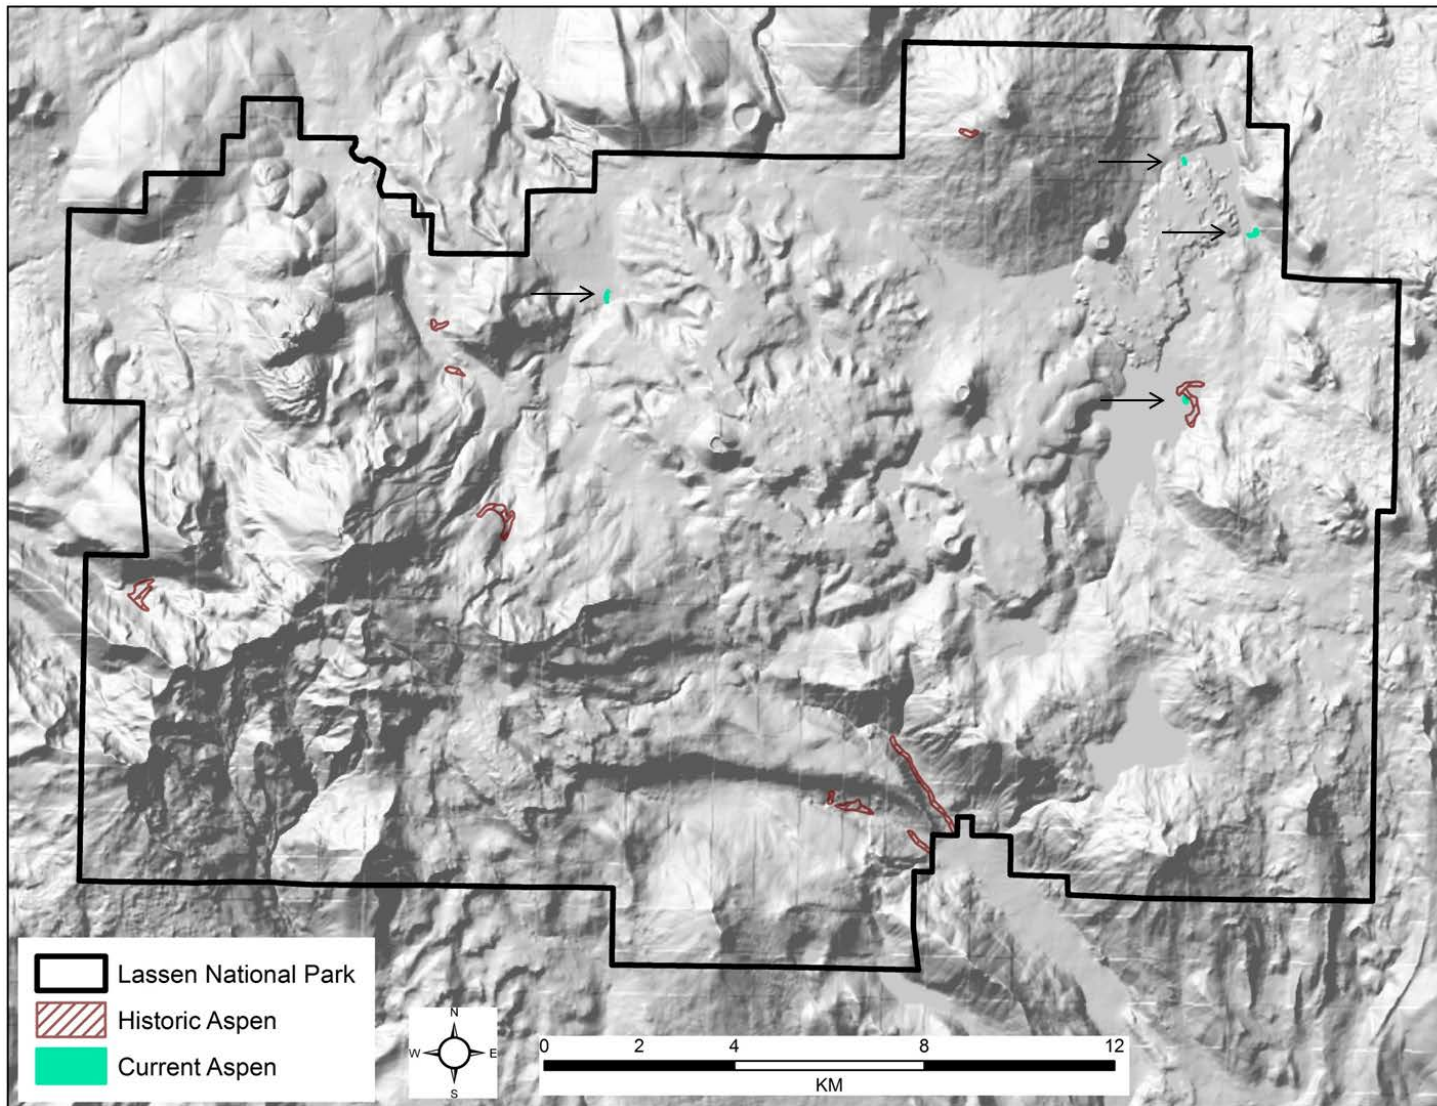 Lassen National Park
Historic Aspen
Current Aspen
N
W E
S
0 2 4 8 12
KM